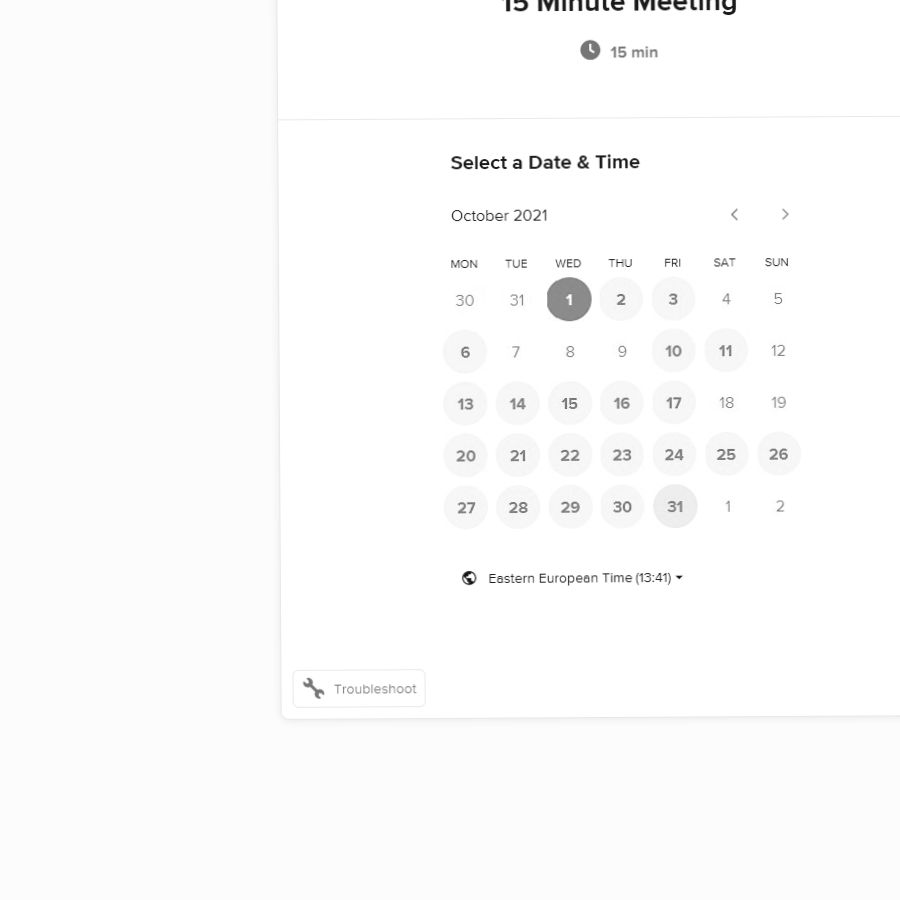 15 Minute Meeting
15 min
Select a Date & Time
October 2021
MON TUE WED THU FRI SAT SUN
30 31 1 2 3 4 5
6 7 8 9 10 11 12
13 14 15 16 17 18 19
20 21 22 23 24 25 26
27 28 29 30 31 1 2
Eastern European Time (13:41)
Troubleshoot